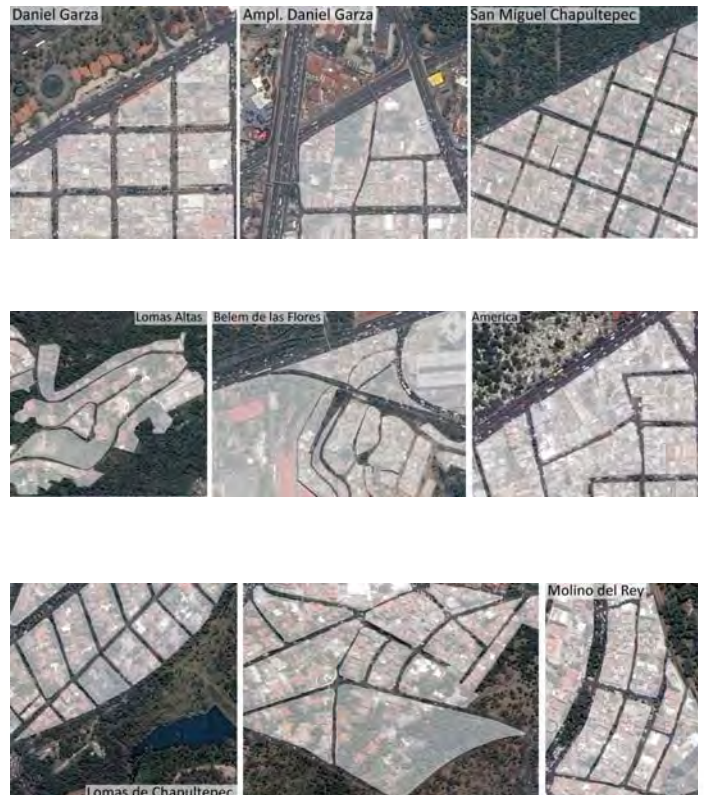 Daniel Garza
Ampl. Daniel Garza
San Miguel Chapultepec
Lomas Altas
Belem de las Flores
America
Molino del Rey
Lomas de Chapultepec